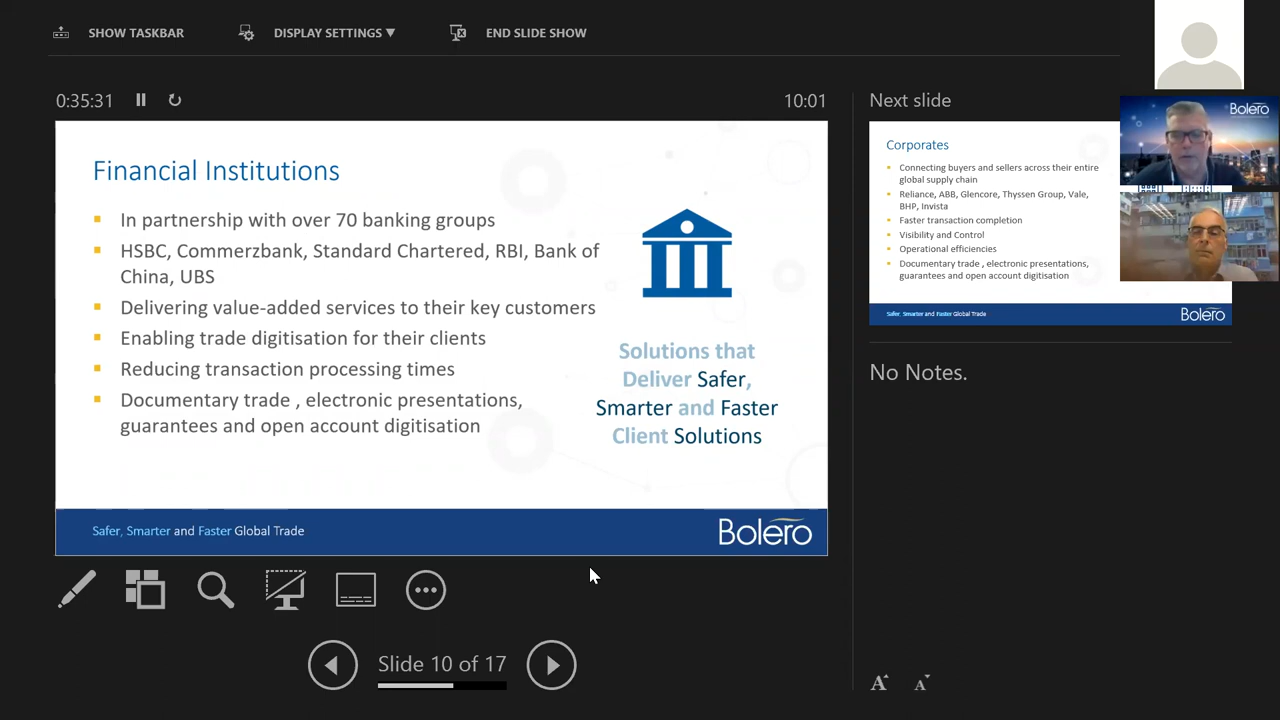 SHOW TASKBAR
DISPLAY SETTINGS ▼
END SLIDE SHOW
0:35:31
10:01
Financial Institutions
In partnership with over 70 banking groups
HSBC, Commerzbank, Standard Chartered, RBI, Bank of
China, UBS
Delivering value-added services to their key customers
Enabling trade digitisation for their clients
Reducing transaction processing times
Documentary trade , electronic presentations,
guarantees and open account digitisation
Solutions that
Deliver Safer,
Smarter and Faster
Client Solutions
Safer, Smarter and Faster Global Trade
Bolero
Slide 10 of 17
Next slide
Corporates
Connecting buyers and sellers across their entire
global supply chain
Reliance, ABB, Glencore, Thyssen Group, Vale,
BHP, Invista
Faster transaction completion
Visibility and Control
Operational efficiencies
Documentary trade , electronic presentations,
guarantees and open account digitisation
Safer, Smarter and Faster Global Trade
Bolero
Bolero
No Notes.
A A